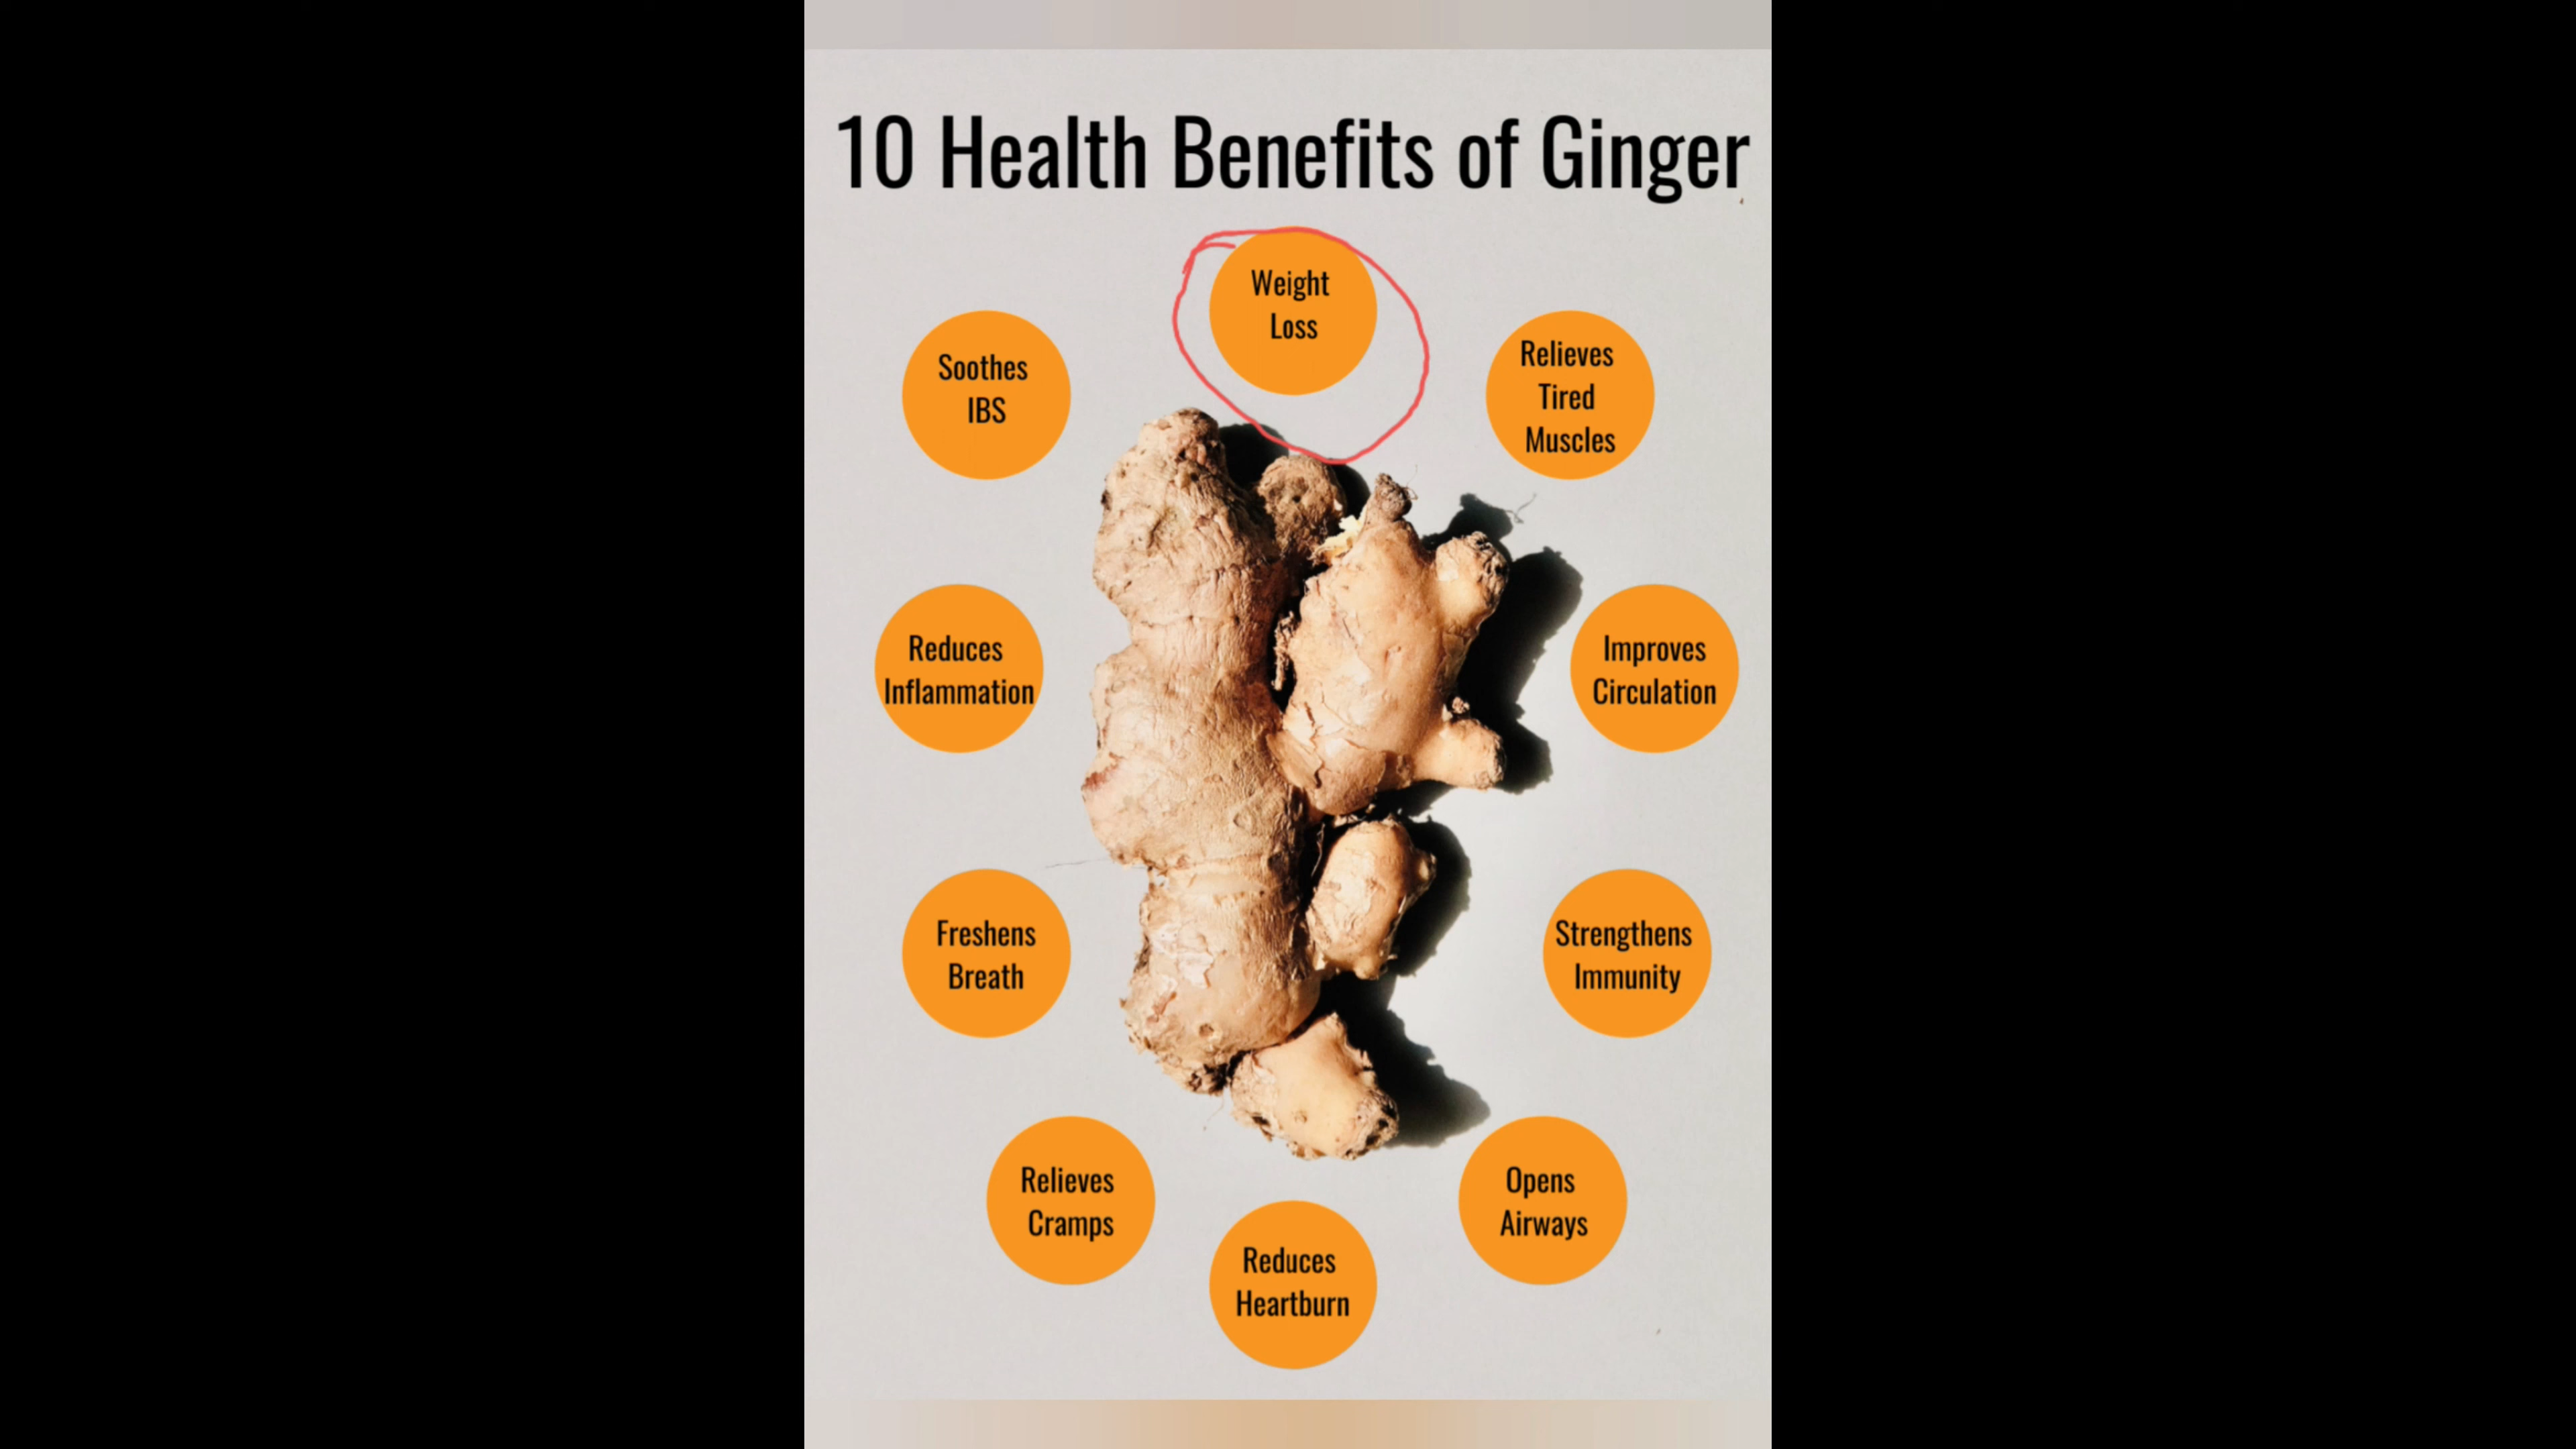 10 Health Benefits of Ginger
Weight
Loss
Relieves
Tired
Muscles
Improves
Circulation
Strengthens
Immunity
Opens
Airways
Reduces
Heartburn
Relieves
Cramps
Freshens
Breath
Reduces
Inflammation
Soothes
IBS